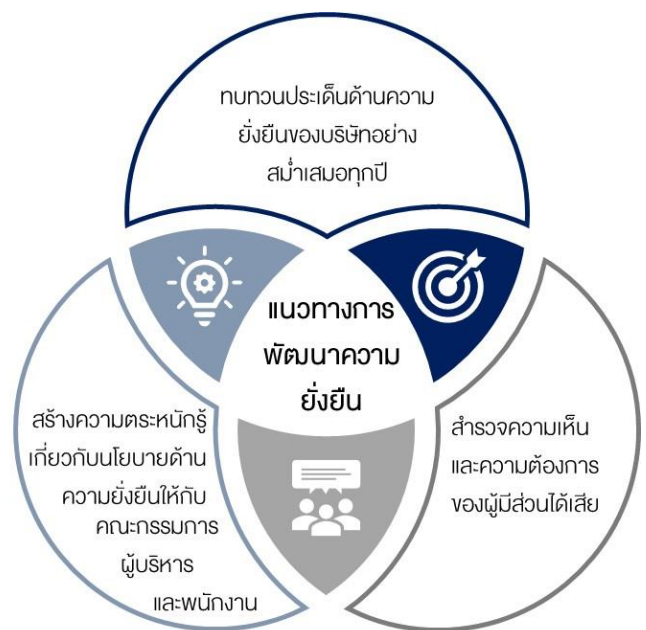 ทบทวนประเด็นด้านความ
ยั่งยืนของบริษัทอย่าง
สม่ำเสมอทุกปี
แนวทางการ
พัฒนาความ
ยั่งยืน
สร้างความตระหนักรู้
เกี่ยวกับนโยบายด้าน
ความยั่งยืนให้กับ
คณะกรรมการ
ผู้บริหาร
และพนักงาน
สำรวจความเห็น
และความต้องการ
ของผู้มีส่วนได้เสีย